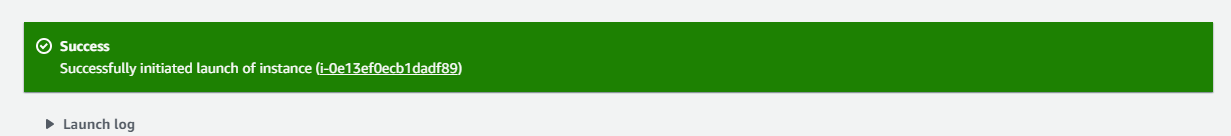 Success
Successfully initiated launch of instance (i-0e13ef0ecb1dadf89)
Launch log